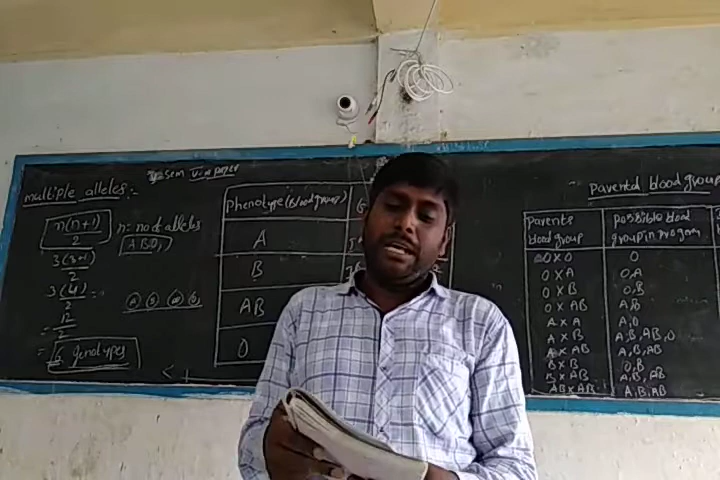 multiple alleles:-
V-Sem V-paper
n(n+1)
2
n: no of alleles
A B O,
3(3+1)
2
3(4)
2
=
12
2
= 6 genotypes
Phenotype (Blood group)
A
B
AB
O
Parental blood group
Parents
blood group
possible blood
group in progeny
O × O
O
O × A
O,A
O × B
O,B
O × AB
A,B
A × A
A,O
A × B
A,B,AB,O
A × AB
A,B,AB
B × B
O,B
B × AB
A,B,AB
AB × AB
A,B,AB